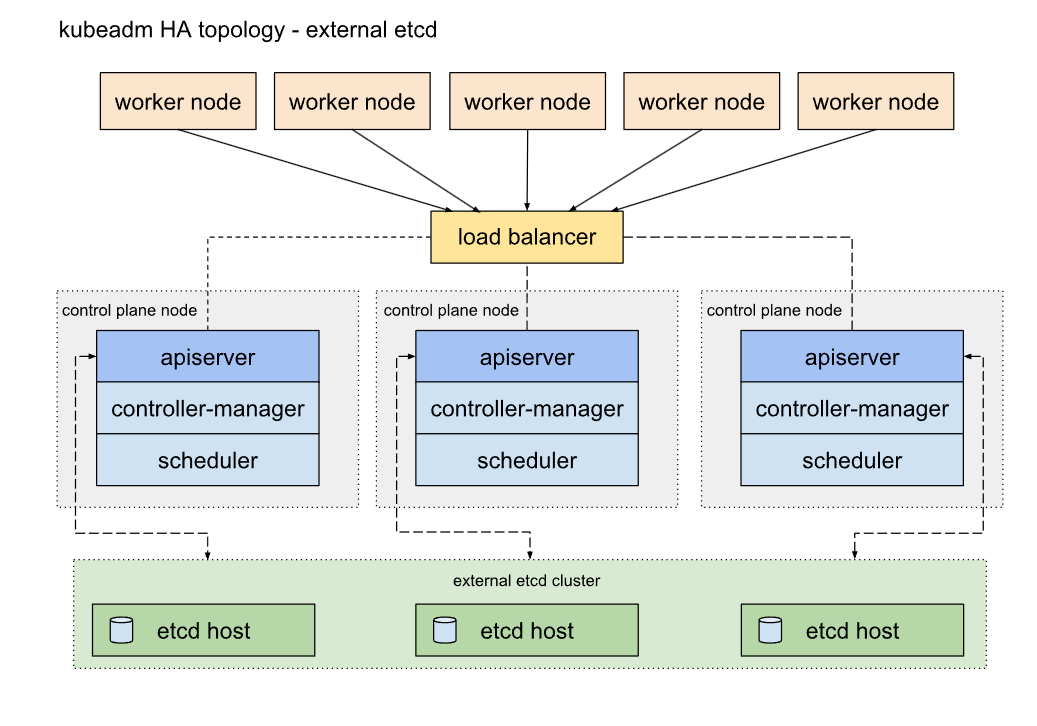 kubeadm HA topology - external etcd
worker node
worker node
worker node
worker node
worker node
load balancer
control plane node
apiserver
controller-manager
scheduler
control plane node
apiserver
controller-manager
scheduler
control plane node
apiserver
controller-manager
scheduler
external etcd cluster
etcd host
etcd host
etcd host